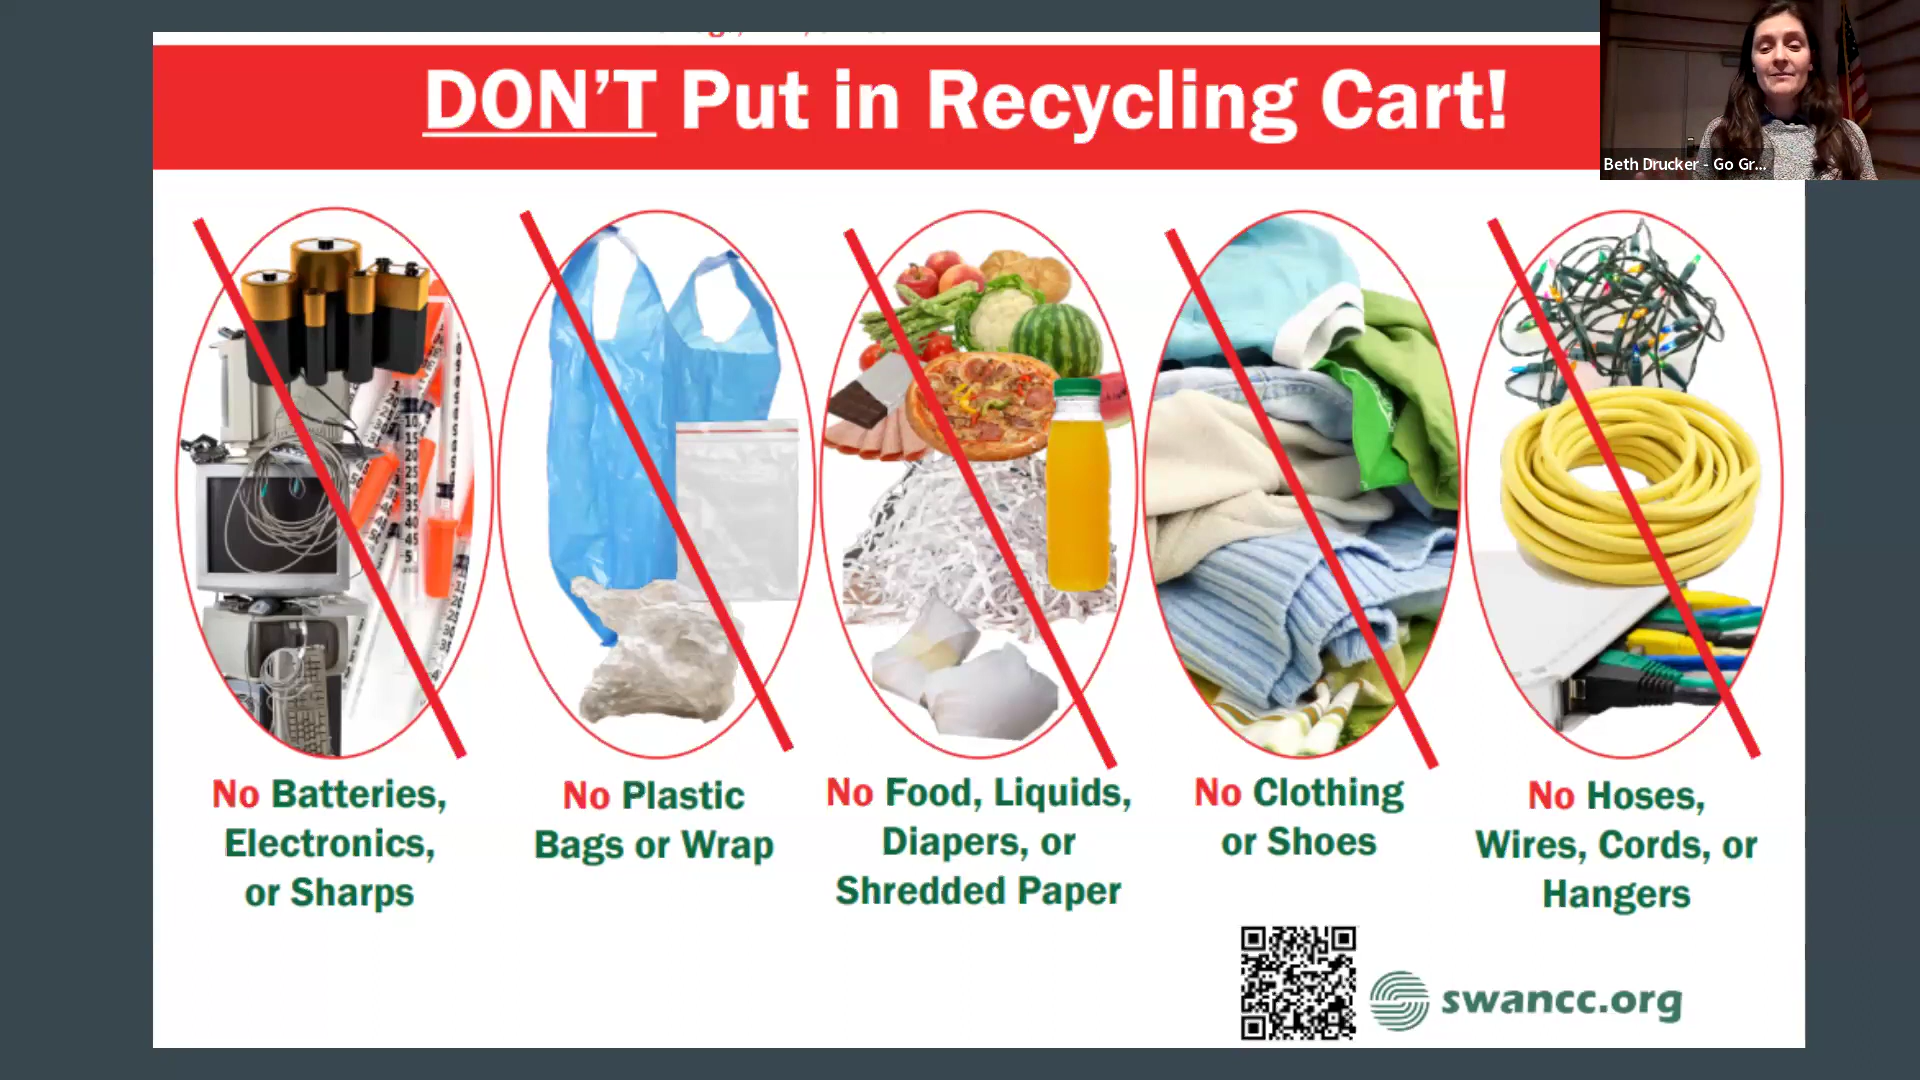 DON'T Put in Recycling Cart!
Beth Drucker - Go Gr...
No Batteries,
Electronics,
or Sharps
No Plastic
Bags or Wrap
No Food, Liquids,
Diapers, or
Shredded Paper
No Clothing
or Shoes
No Hoses,
Wires, Cords, or
Hangers
swancc.org